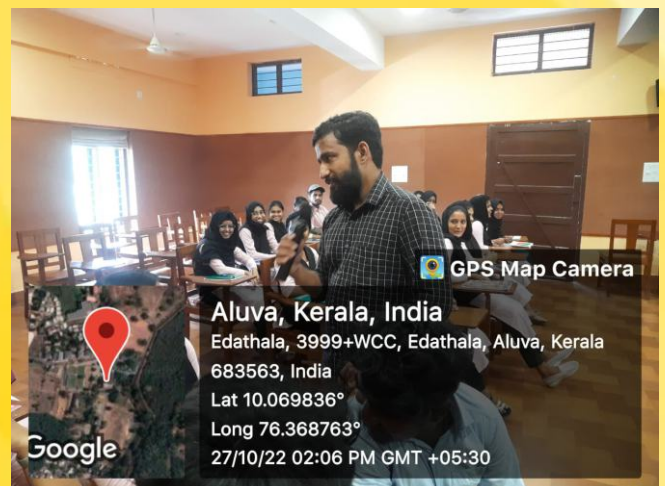 GPS Map Camera
Aluva, Kerala, India
Edathala, 3999+WCC, Edathala, Aluva, Kerala
683563, India
Lat 10.069836°
Long 76.368763°
27/10/22 02:06 PM GMT +05:30
Google